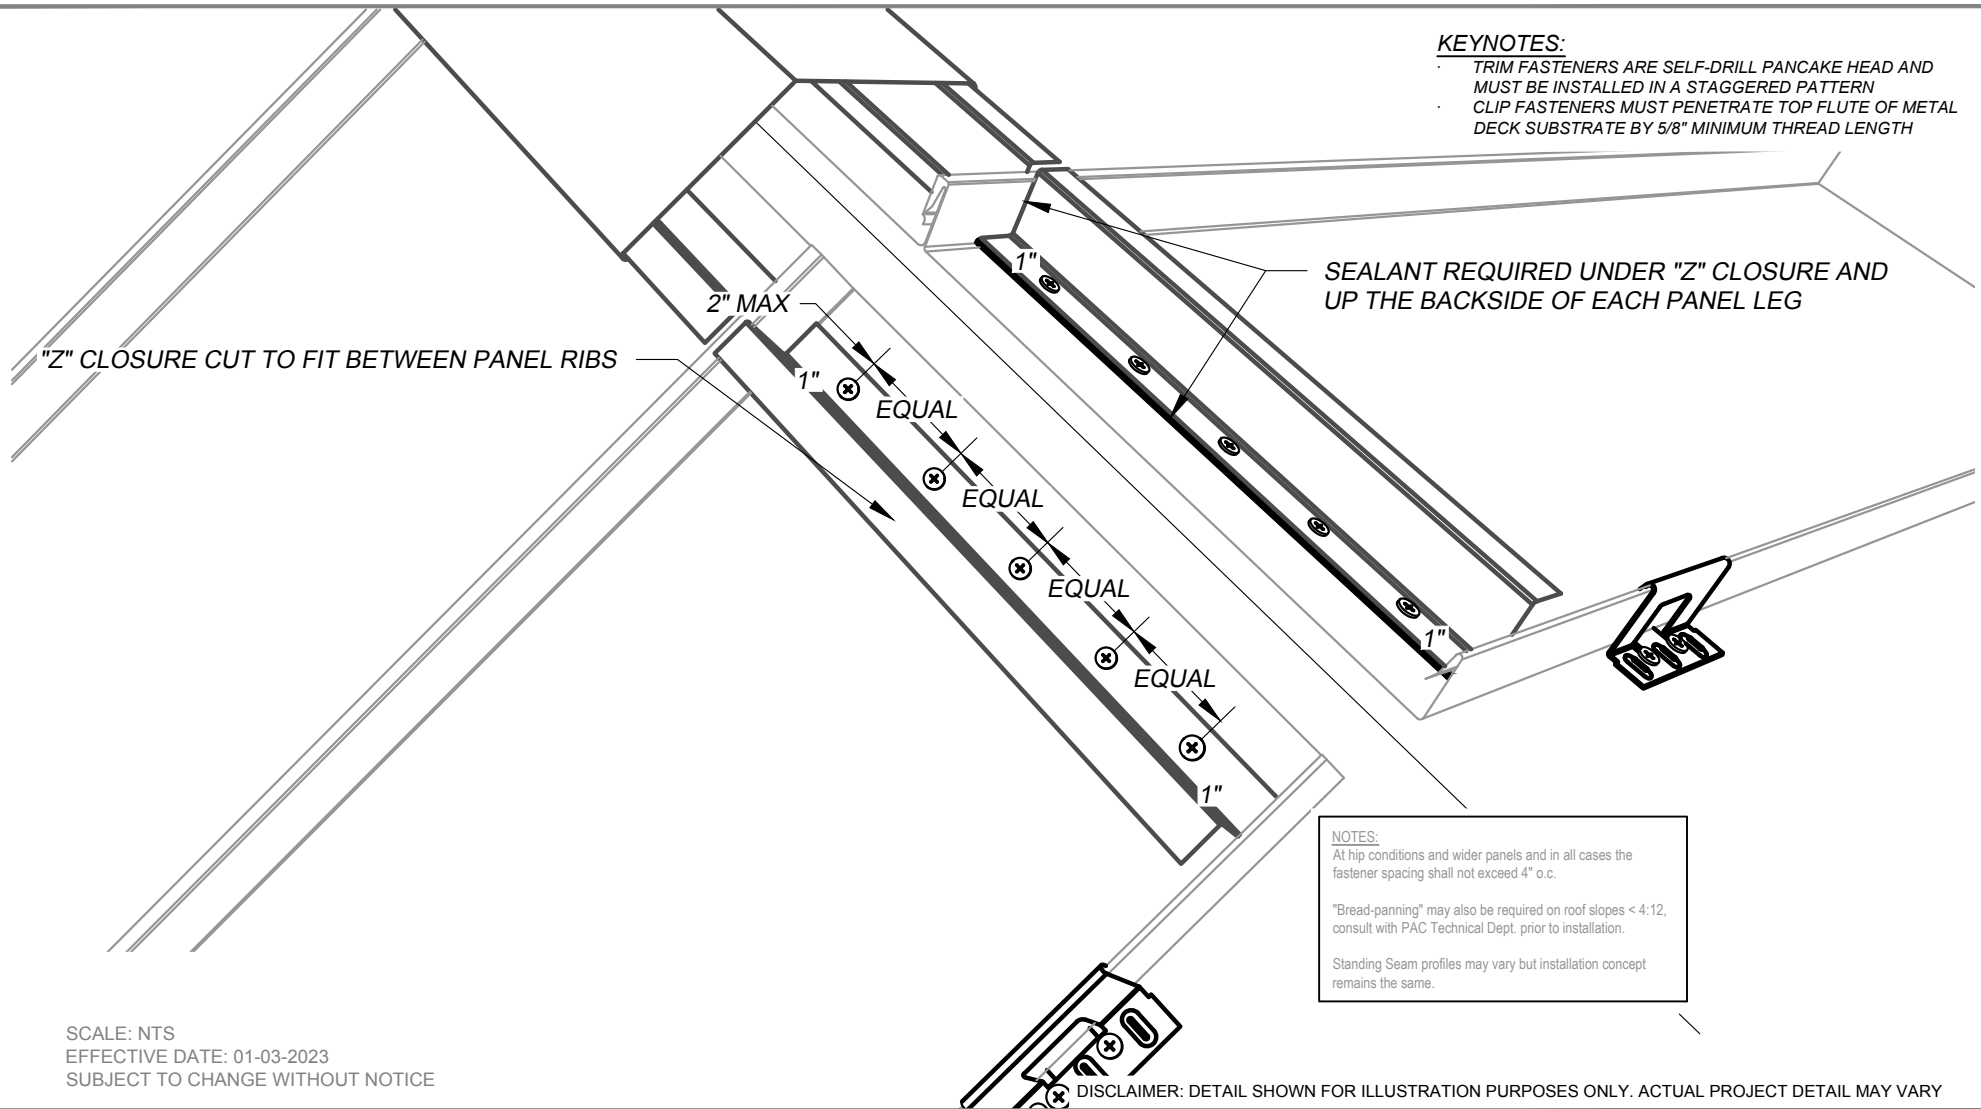 KEYNOTES:
· TRIM FASTENERS ARE SELF-DRILL PANCAKE HEAD AND
MUST BE INSTALLED IN A STAGGERED PATTERN
· CLIP FASTENERS MUST PENETRATE TOP FLUTE OF METAL
DECK SUBSTRATE BY 5/8" MINIMUM THREAD LENGTH
1"
SEALANT REQUIRED UNDER "Z" CLOSURE AND
UP THE BACKSIDE OF EACH PANEL LEG
2" MAX
"Z" CLOSURE CUT TO FIT BETWEEN PANEL RIBS
1"
EQUAL
EQUAL
EQUAL
1"
EQUAL
1"
NOTES:
At hip conditions and wider panels and in all cases the
fastener spacing shall not exceed 4" o.c.
"Bread-panning" may also be required on roof slopes < 4:12,
consult with PAC Technical Dept. prior to installation.
Standing Seam profiles may vary but installation concept
remains the same.
SCALE: NTS
EFFECTIVE DATE: 01-03-2023
SUBJECT TO CHANGE WITHOUT NOTICE
DISCLAIMER: DETAIL SHOWN FOR ILLUSTRATION PURPOSES ONLY. ACTUAL PROJECT DETAIL MAY VARY